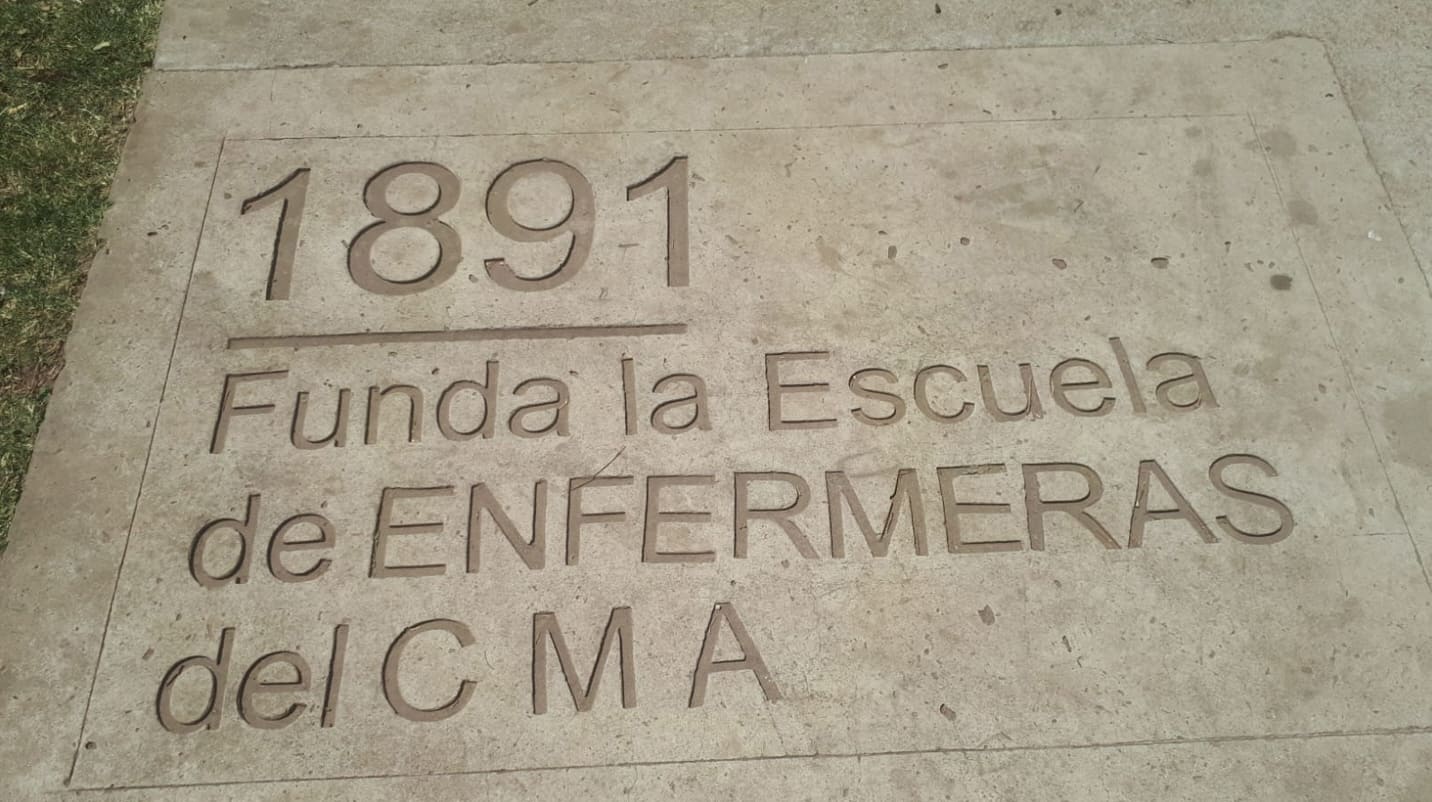 1891
Funda la Escuela
de ENFERMERAS
del C M A